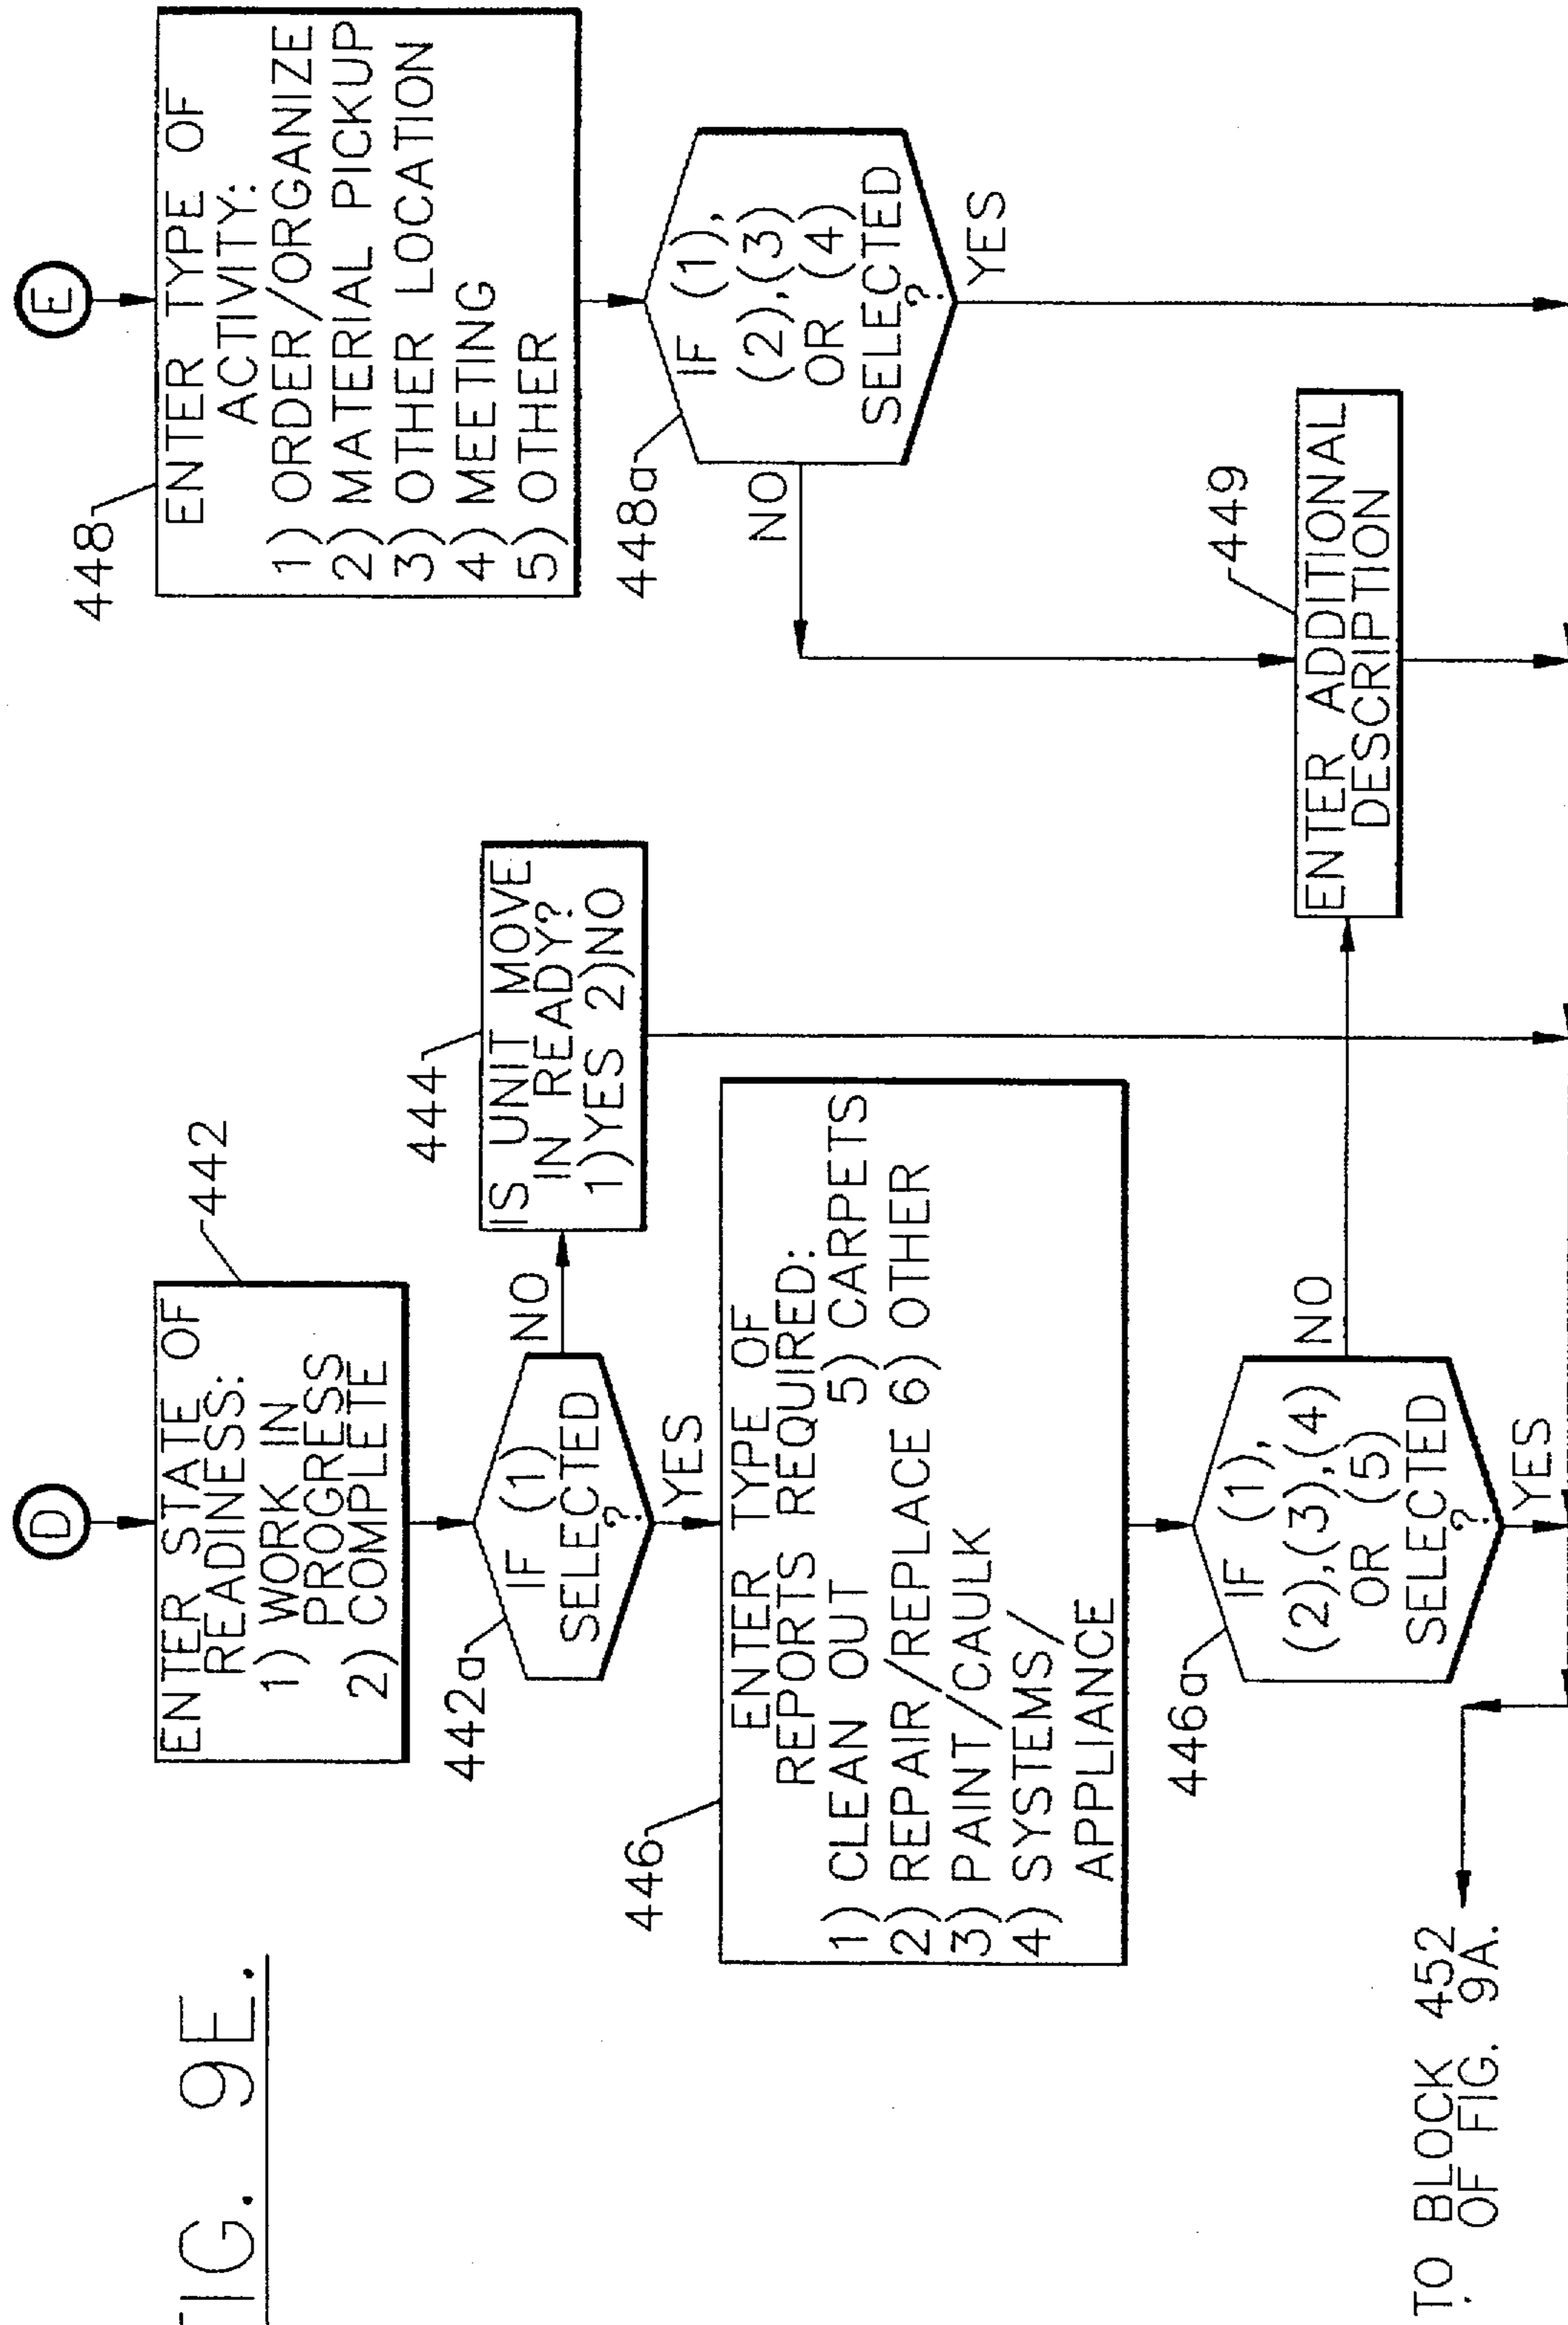 FIG. 9E.
D
ENTER STATE OF
READINESS:
1) WORK IN
PROGRESS
2) COMPLETE
442
442a
IF (1)
SELECTED
?
NO
YES
444
IS UNIT MOVE
IN READY?
1) YES 2) NO
446
ENTER TYPE OF
REPORTS REQUIRED:
1) CLEAN OUT 5) CARPETS
2) REPAIR/REPLACE 6) OTHER
3) PAINT/CAULK
4) SYSTEMS/
APPLIANCE
446a
IF (1),
(2),(3),(4)
OR (5)
SELECTED
?
NO
YES
TO BLOCK 452
OF FIG. 9A.
E
448
ENTER TYPE OF
ACTIVITY:
1) ORDER/ORGANIZE
2) MATERIAL PICKUP
3) OTHER LOCATION
4) MEETING
5) OTHER
448a
IF (1),
(2),(3)
OR (4)
SELECTED
?
NO
YES
449
ENTER ADDITIONAL
DESCRIPTION